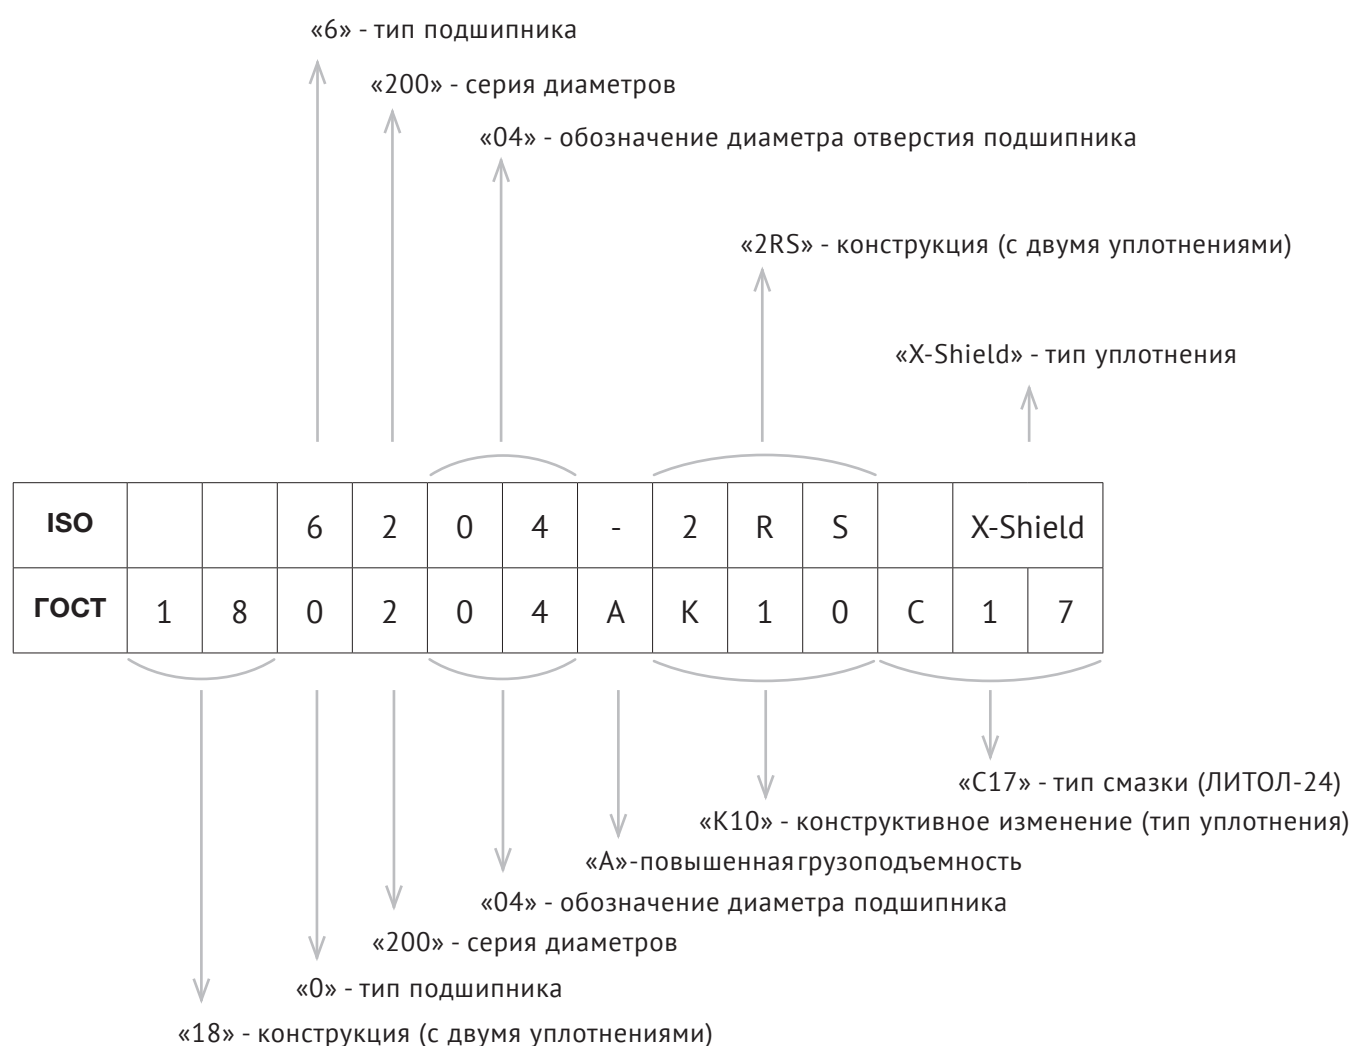 «6» - тип подшипника
«200» - серия диаметров
«04» - обозначение диаметра отверстия подшипника
«2RS» - конструкция (с двумя уплотнениями)
«X-Shield» - тип уплотнения
ISO 6 2 0 4 - 2 R S X-Shield
ГОСТ 1 8 0 2 0 4 А К 1 0 С 1 7
«С17» - тип смазки (ЛИТОЛ-24)
«К10» - конструктивное изменение (тип уплотнения)
«А»-повышенная грузоподъемность
«04» - обозначение диаметра подшипника
«200» - серия диаметров
«0» - тип подшипника
«18» - конструкция (с двумя уплотнениями)